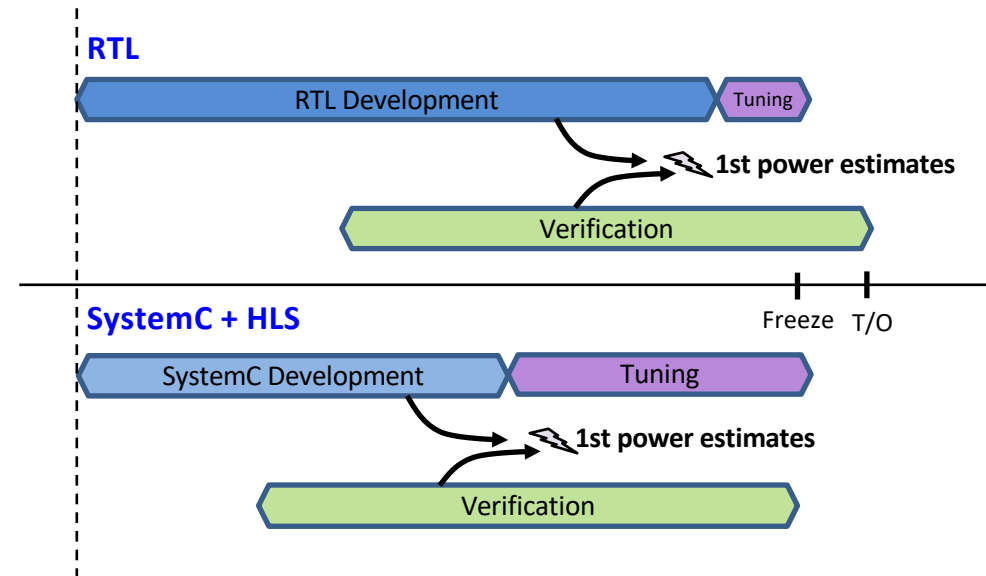 RTL
RTL Development
Tuning
1st power estimates
Verification
Freeze T/O
SystemC + HLS
SystemC Development
Tuning
1st power estimates
Verification